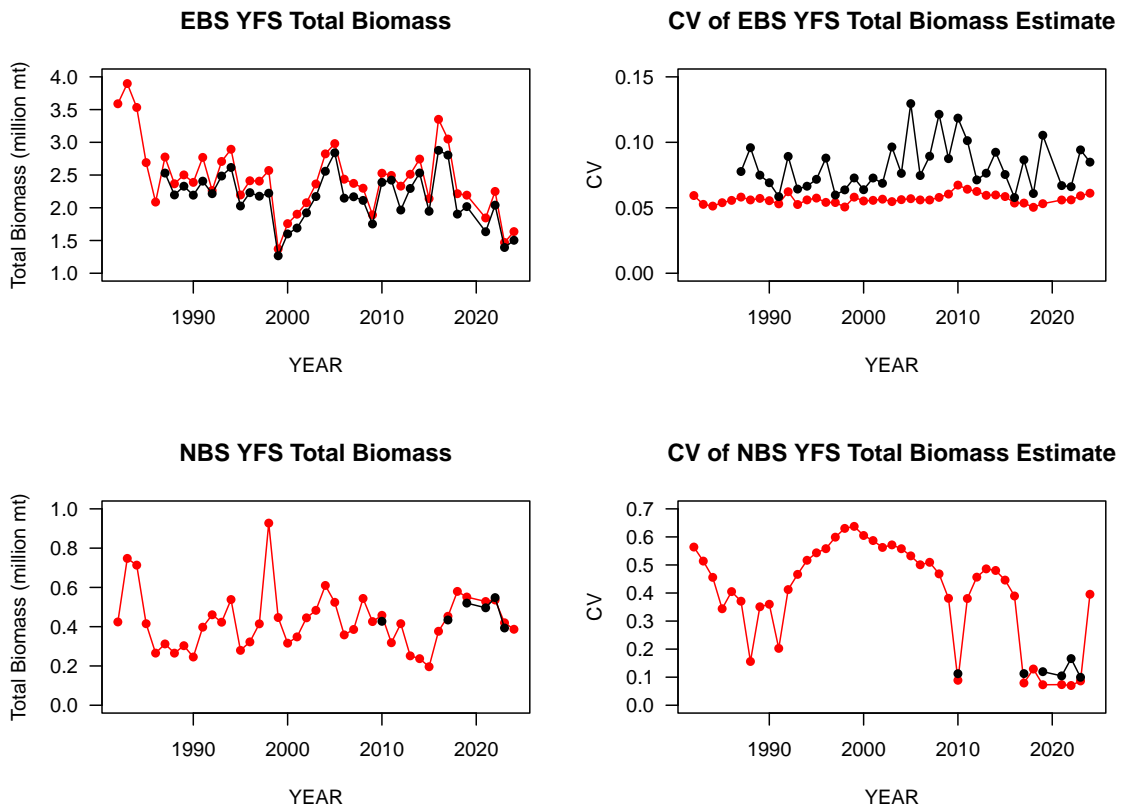 EBS YFS Total Biomass
Total Biomass (million mt)
4.0
3.5
3.0
2.5
2.0
1.5
1.0
1990 2000 2010 2020
YEAR
CV of EBS YFS Total Biomass Estimate
CV
0.15
0.10
0.05
0.00
1990 2000 2010 2020
YEAR
NBS YFS Total Biomass
Total Biomass (million mt)
1.0
0.8
0.6
0.4
0.2
0.0
1990 2000 2010 2020
YEAR
CV of NBS YFS Total Biomass Estimate
CV
0.7
0.6
0.5
0.4
0.3
0.2
0.1
0.0
1990 2000 2010 2020
YEAR